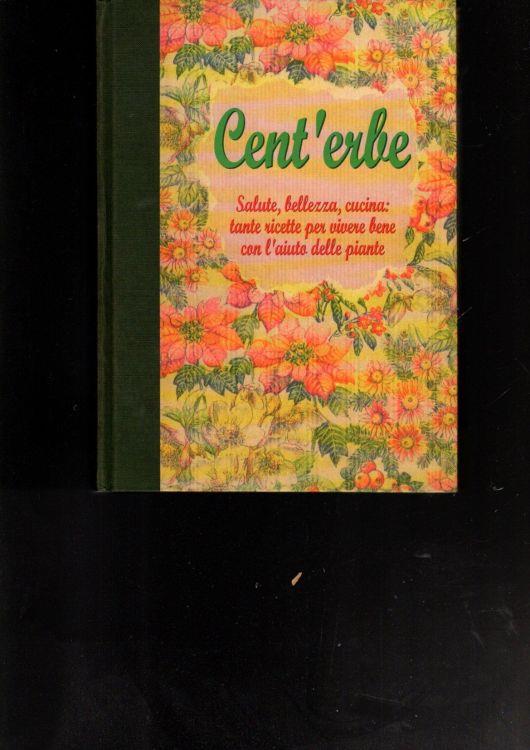 Cent'erbe
Salute, bellezza, cucina:
tante ricette per vivere bene
con l'aiuto delle piante